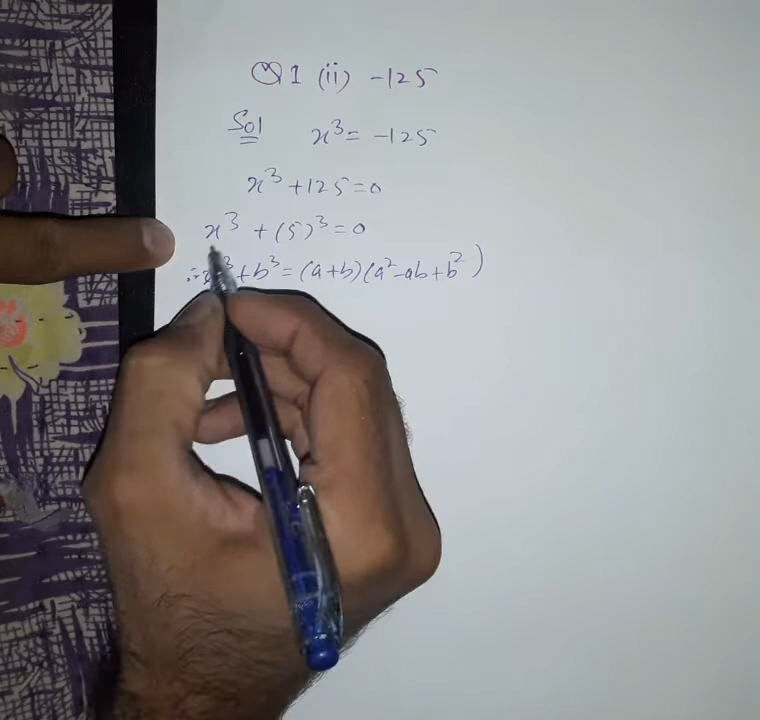 Q1 (ii) -125
Sol x³ = -125
x³ + 125 = 0
x³ + (5)³ = 0
∴ a³ + b³ = (a+b)(a² - ab + b²)